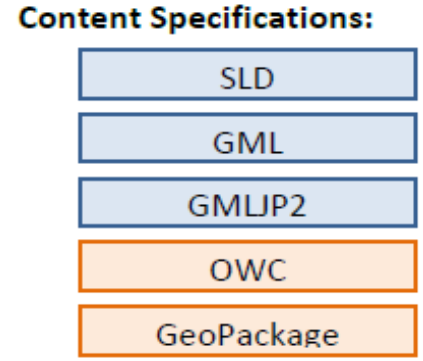 Content Specifications:
SLD
GML
GMLJP2
OWC
GeoPackage